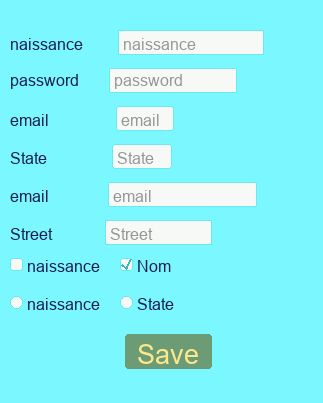 naissance naissance
password password
email email
State State
email email
Street Street
naissance Nom
naissance State
Save